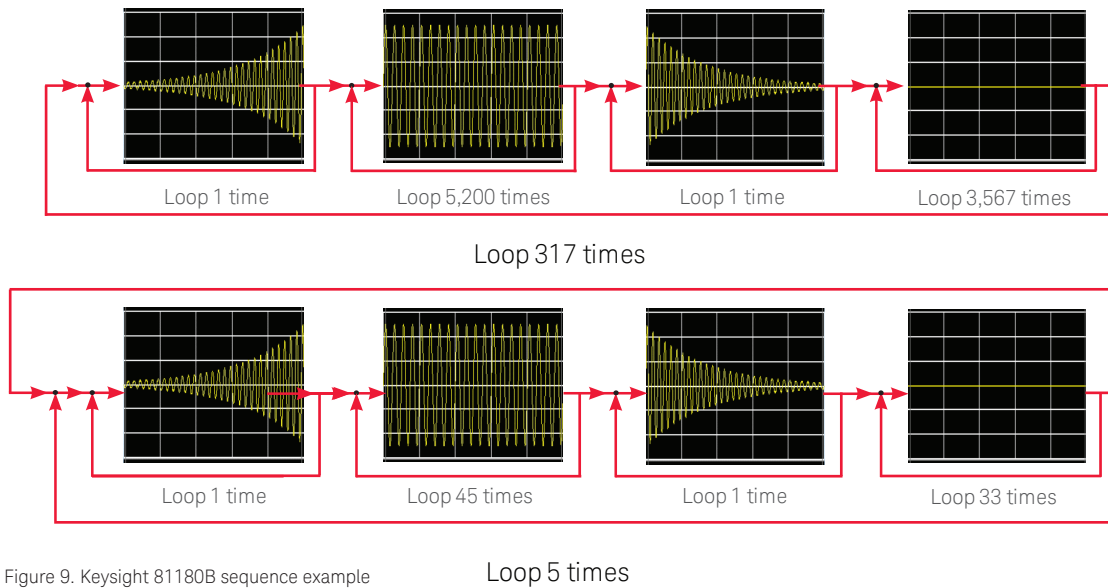 Loop 1 time
Loop 5,200 times
Loop 1 time
Loop 3,567 times
Loop 317 times
Loop 1 time
Loop 45 times
Loop 1 time
Loop 33 times
Figure 9. Keysight 81180B sequence example
Loop 5 times